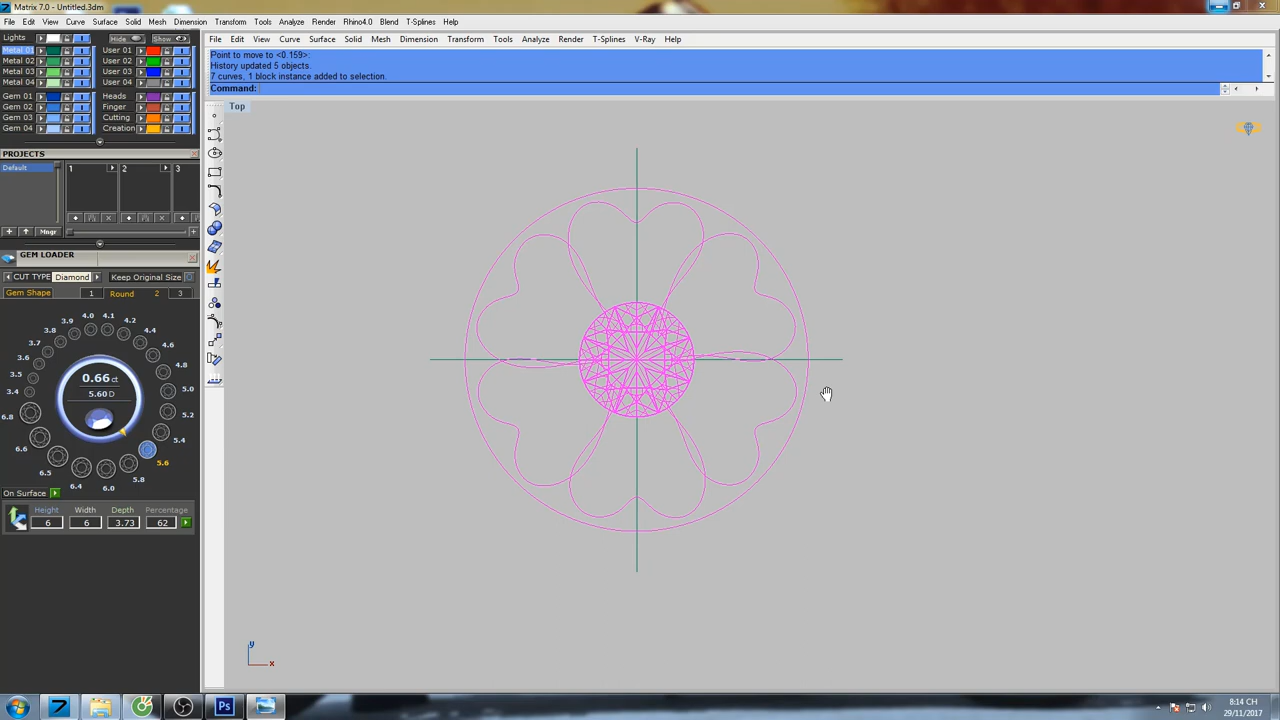 Matrix 7.0 - Untitled.3dm
File Edit View Curve Surface Solid Mesh Dimension Transform Tools Analyze Render Rhino4.0 Blend T-Splines Help
Lights Hide Show
Metal 01 User 01
Metal 02 User 02
Metal 03 User 03
Metal 04 User 04
Gem 01 Heads
Gem 02 Finger
Gem 03 Cutting
Gem 04 Creation
PROJECTS
Default 1 2 3
Mngr
GEM LOADER
CUT TYPE Diamond Keep Original Size
Gem Shape 1 Round 2 3
4.0 4.1
3.9 4.2
3.8 4.4
3.7 4.6
3.6 4.8
3.5 5.0
3.4
6.8 5.2
6.6 5.4
6.5 5.6
6.4 6.0 5.8
0.66 ct
5.60 D
On Surface
Height Width Depth Percentage
6 6 3.73 62
File Edit View Curve Surface Solid Mesh Dimension Transform Tools Analyze Render T-Splines V-Ray Help
Point to move to <0.159>:
History updated 5 objects.
7 curves, 1 block instance added to selection.
Command:
Top
y
x
Ps
8:14 CH
29/11/2017